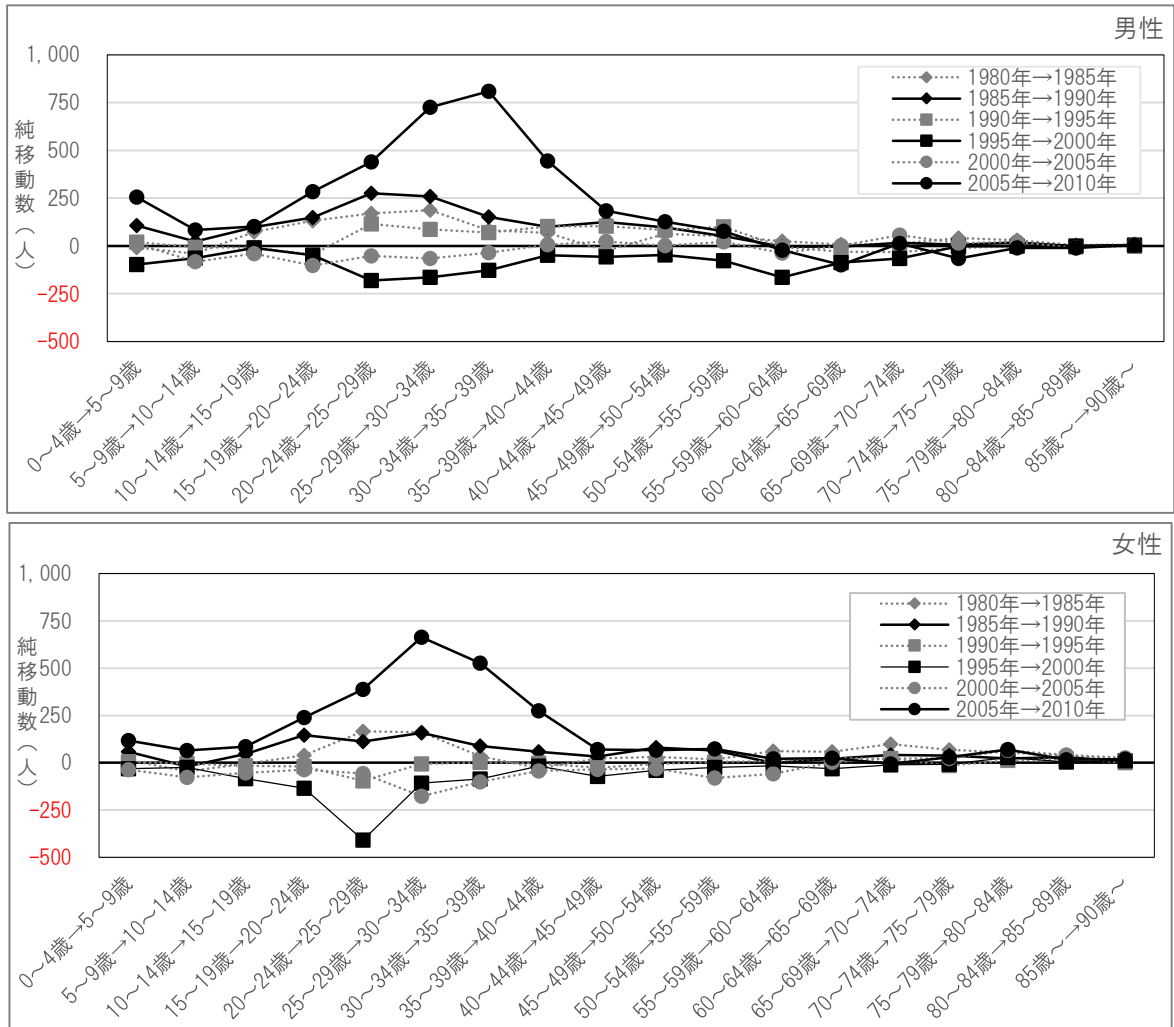 男性
1,000
750
500
250
0
-250
-500
純移動数（人）
1980年→1985年
1985年→1990年
1990年→1995年
1995年→2000年
2000年→2005年
2005年→2010年
0～4歳→5～9歳
5～9歳→10～14歳
10～14歳→15～19歳
15～19歳→20～24歳
20～24歳→25～29歳
25～29歳→30～34歳
30～34歳→35～39歳
35～39歳→40～44歳
40～44歳→45～49歳
45～49歳→50～54歳
50～54歳→55～59歳
55～59歳→60～64歳
60～64歳→65～69歳
65～69歳→70～74歳
70～74歳→75～79歳
75～79歳→80～84歳
80～84歳→85～89歳
85歳～→90歳～
女性
1,000
750
500
250
0
-250
-500
純移動数（人）
1980年→1985年
1985年→1990年
1990年→1995年
1995年→2000年
2000年→2005年
2005年→2010年
0～4歳→5～9歳
5～9歳→10～14歳
10～14歳→15～19歳
15～19歳→20～24歳
20～24歳→25～29歳
25～29歳→30～34歳
30～34歳→35～39歳
35～39歳→40～44歳
40～44歳→45～49歳
45～49歳→50～54歳
50～54歳→55～59歳
55～59歳→60～64歳
60～64歳→65～69歳
65～69歳→70～74歳
70～74歳→75～79歳
75～79歳→80～84歳
80～84歳→85～89歳
85歳～→90歳～